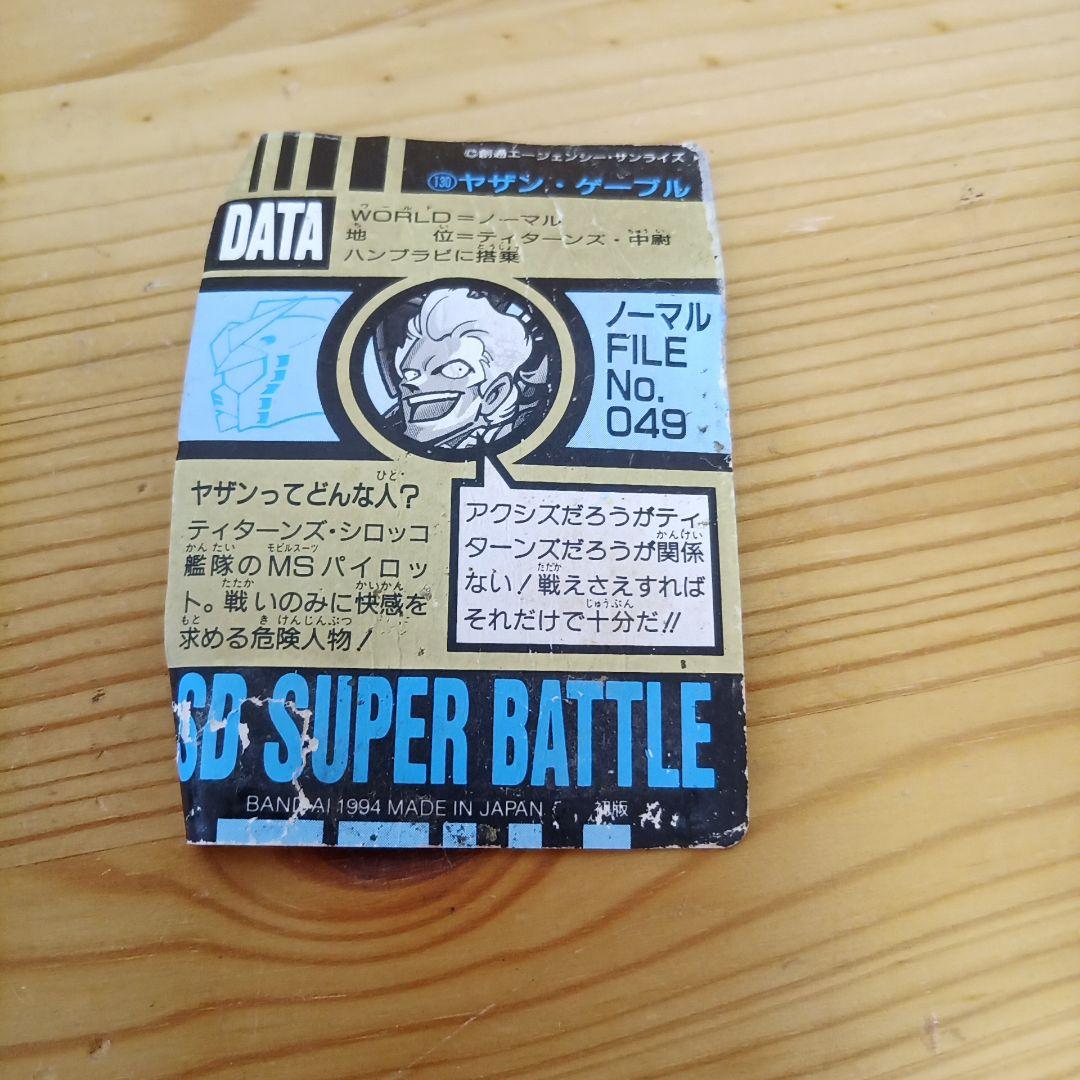 ©創通エージェンシー・サンライズ
130 ヤザン・ゲーブル
DATA
WORLD=ノーマル
地 位=ティターンズ・中尉
ハンブラビに搭乗
ノーマル
FILE
No.
049
ヤザンってどんな人?
ティターンズ・シロッコ
艦隊のMSパイロッ
ト。戦いのみに快感を
求める危険人物!
アクシズだろうがティ
ターンズだろうが関係
ない!戦えさえすれば
それだけで十分だ!!
SD SUPER BATTLE
BANDAI 1994 MADE IN JAPAN
初版